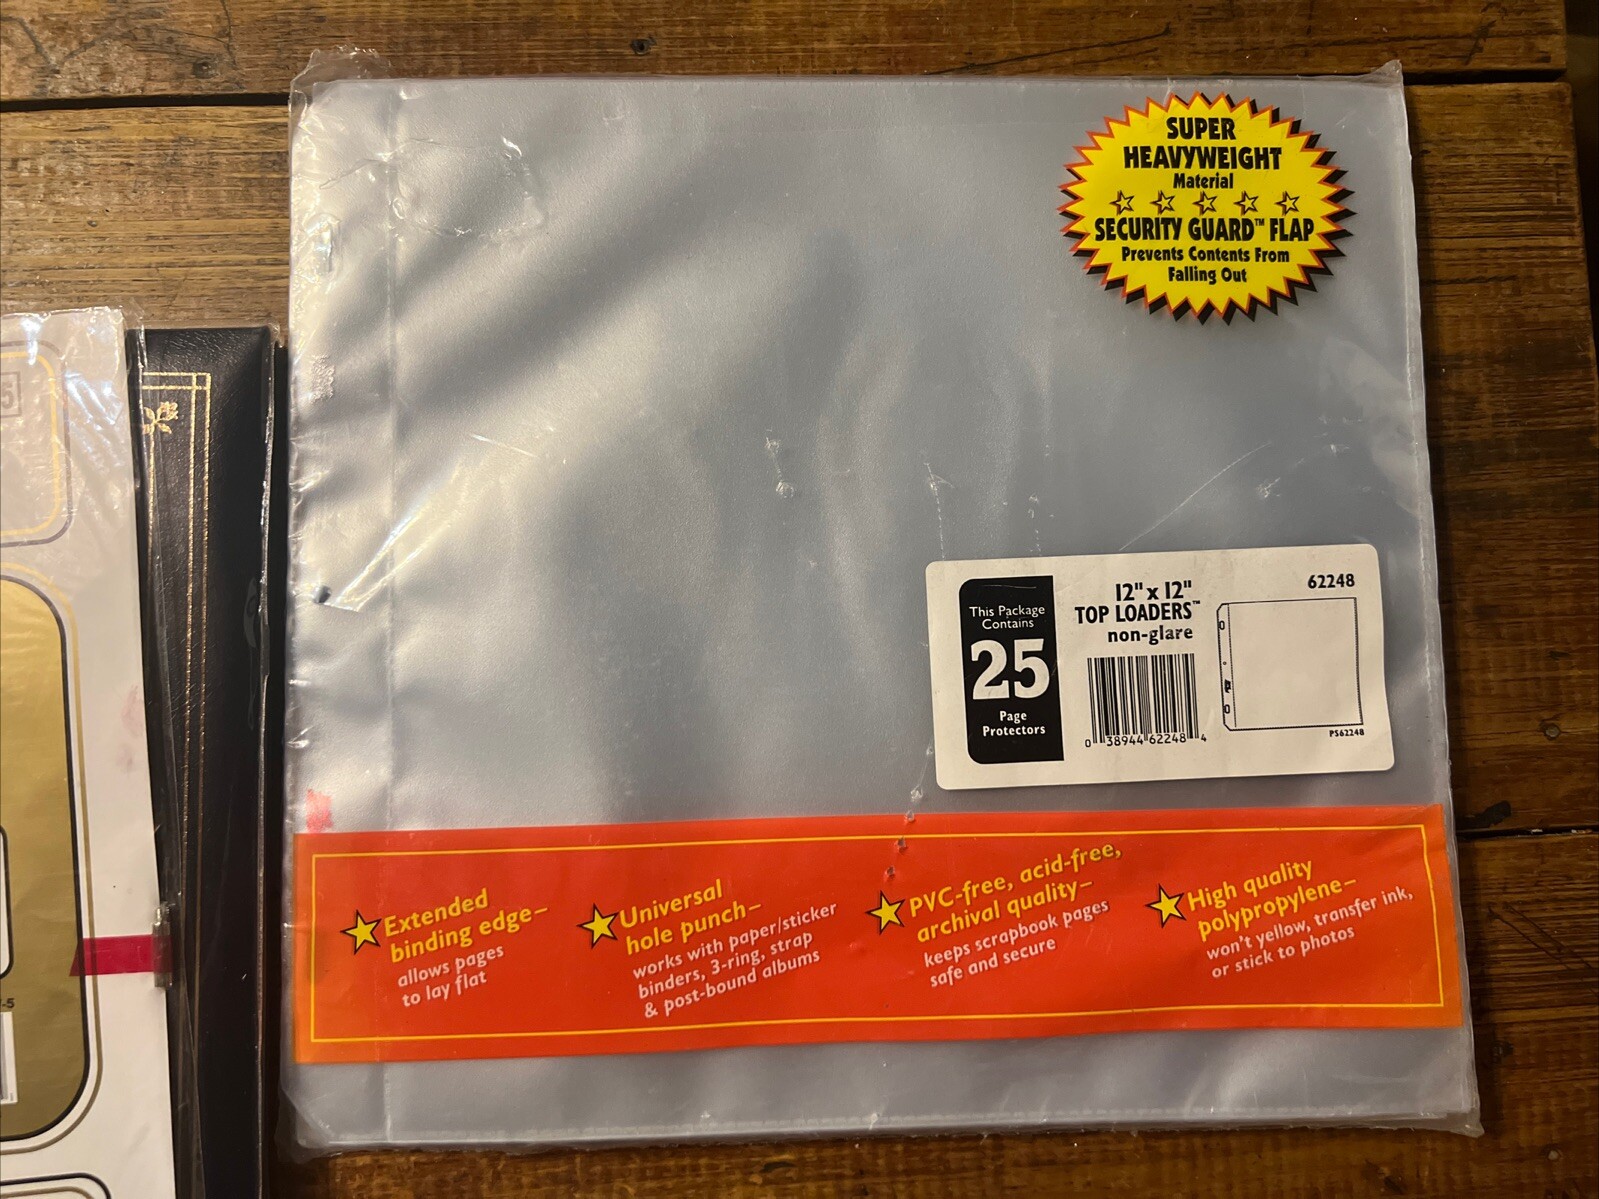 SUPER
HEAVYWEIGHT
Material
SECURITY GUARD™ FLAP
Prevents Contents From
Falling Out
This Package
Contains
25
Page
Protectors
12" x 12"
TOP LOADERS™
non-glare
0 38944 62248 4
62248
PS62248
Extended
binding edge–
allows pages
to lay flat
Universal
hole punch–
works with paper/sticker
binders, 3-ring, strap
& post-bound albums
PVC-free, acid-free,
archival quality–
keeps scrapbook pages
safe and secure
High quality
polypropylene–
won't yellow, transfer ink,
or stick to photos
-5